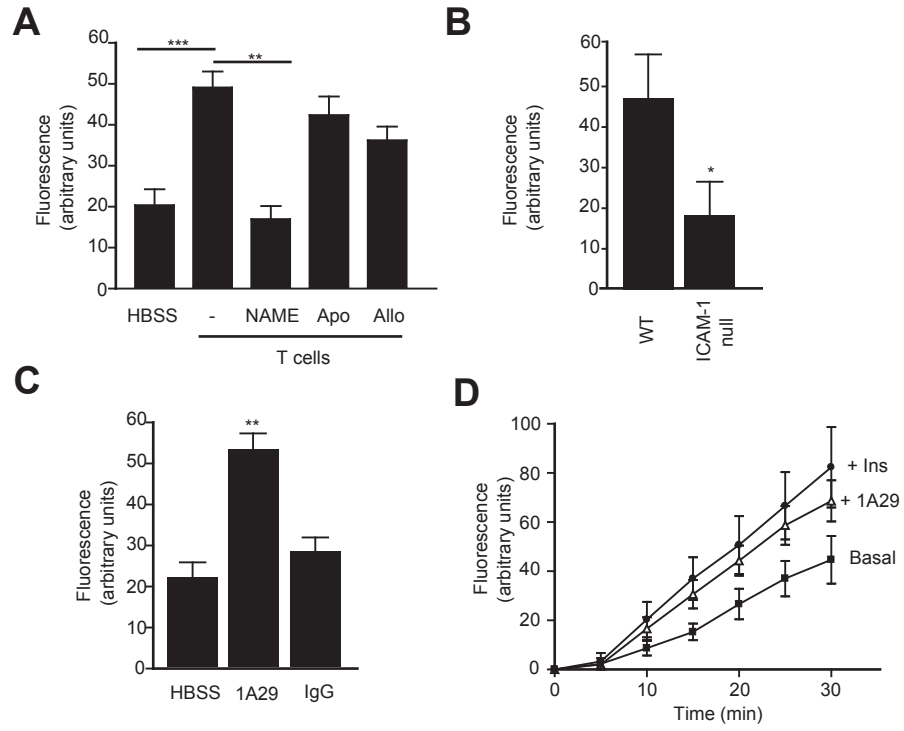 A
Fluorescence
(arbitrary units)
60
50
40
30
20
10
0
***
**
HBSS
-
NAME
Apo
Allo
T cells
B
Fluorescence
(arbitrary units)
60
50
40
30
20
10
0
*
WT
ICAM-1
null
C
Fluorescence
(arbitrary units)
60
50
40
30
20
10
0
**
HBSS
1A29
IgG
D
Fluorescence
(arbitrary units)
100
80
60
40
20
0
+ Ins
+ 1A29
Basal
0
10
20
30
Time (min)